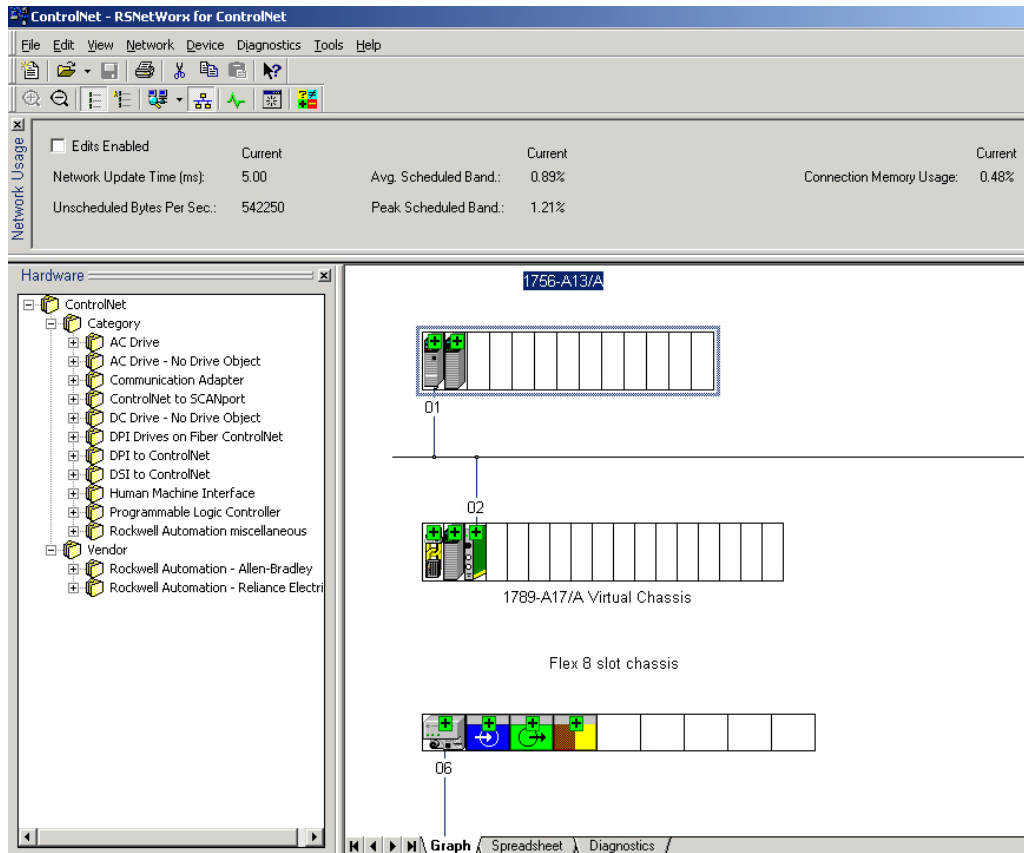 ControlNet - RSNetWorx for ControlNet
File Edit View Network Device Diagnostics Tools Help
Network Usage
Edits Enabled
Current Current Current
Network Update Time (ms): 5.00 Avg. Scheduled Band.: 0.89% Connection Memory Usage: 0.48%
Unscheduled Bytes Per Sec.: 542250 Peak Scheduled Band.: 1.21%
Hardware
ControlNet
Category
AC Drive
AC Drive - No Drive Object
Communication Adapter
ControlNet to SCANport
DC Drive - No Drive Object
DPI Drives on Fiber ControlNet
DPI to ControlNet
DSI to ControlNet
Human Machine Interface
Programmable Logic Controller
Rockwell Automation miscellaneous
Vendor
Rockwell Automation - Allen-Bradley
Rockwell Automation - Reliance Electri
1756-A13/A
01
02
1789-A17/A Virtual Chassis
Flex 8 slot chassis
06
Graph Spreadsheet Diagnostics